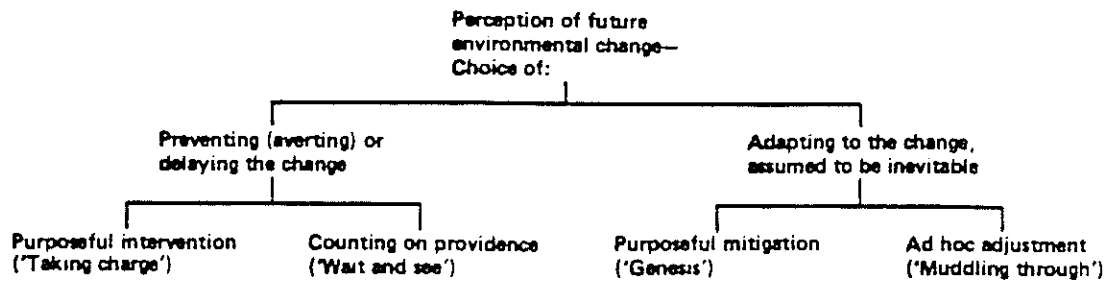 Perception of future
environmental change—
Choice of:
Preventing (averting) or
delaying the change
Adapting to the change,
assumed to be inevitable
Purposeful intervention
('Taking charge')
Counting on providence
('Wait and see')
Purposeful mitigation
('Genesis')
Ad hoc adjustment
('Muddling through')